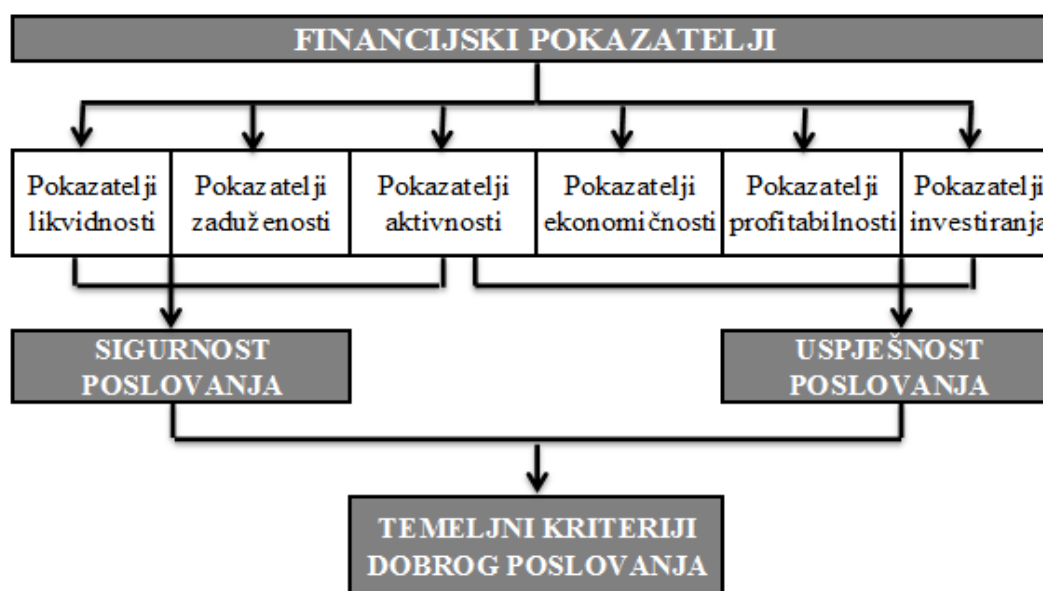 FINANCIJSKI POKAZATELJI
Pokazatelji
likvidnosti
Pokazatelji
zaduženosti
Pokazatelji
aktivnosti
Pokazatelji
ekonomičnosti
Pokazatelji
profitabilnosti
Pokazatelji
investiranja
SIGURNOST
POSLOVANJA
USPJEŠNOST
POSLOVANJA
TEMELJNI KRITERIJI
DOBROG POSLOVANJA